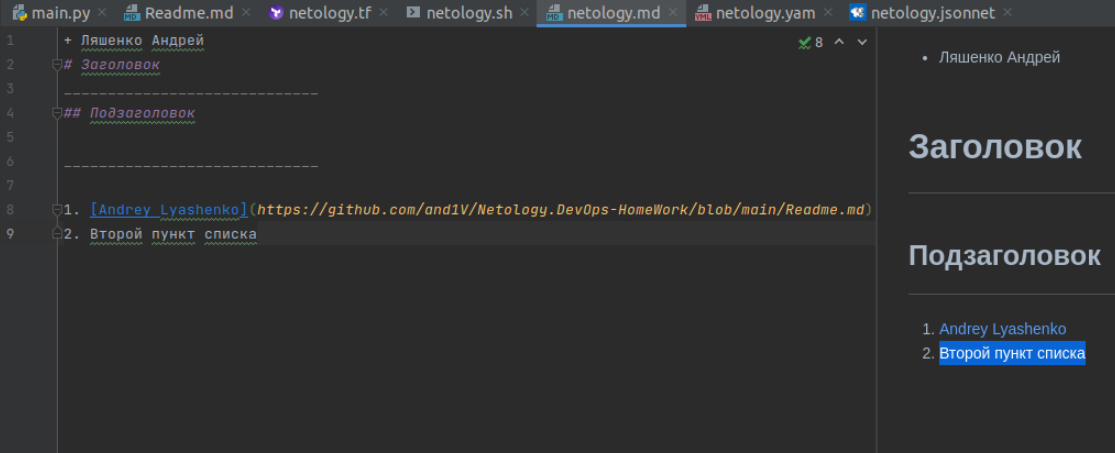 main.py Readme.md netology.tf netology.sh netology.md netology.yam netology.jsonnet
1 + Ляшенко Андрей
2 # Заголовок
3 _____________________________
4 ## Подзаголовок
5
6 _____________________________
7
8 1. [Andrey Lyashenko](https://github.com/and1V/Netology.DevOps-HomeWork/blob/main/Readme.md)
9 2. Второй пункт списка
8
• Ляшенко Андрей
Заголовок
Подзаголовок
1. Andrey Lyashenko
2. Второй пункт списка